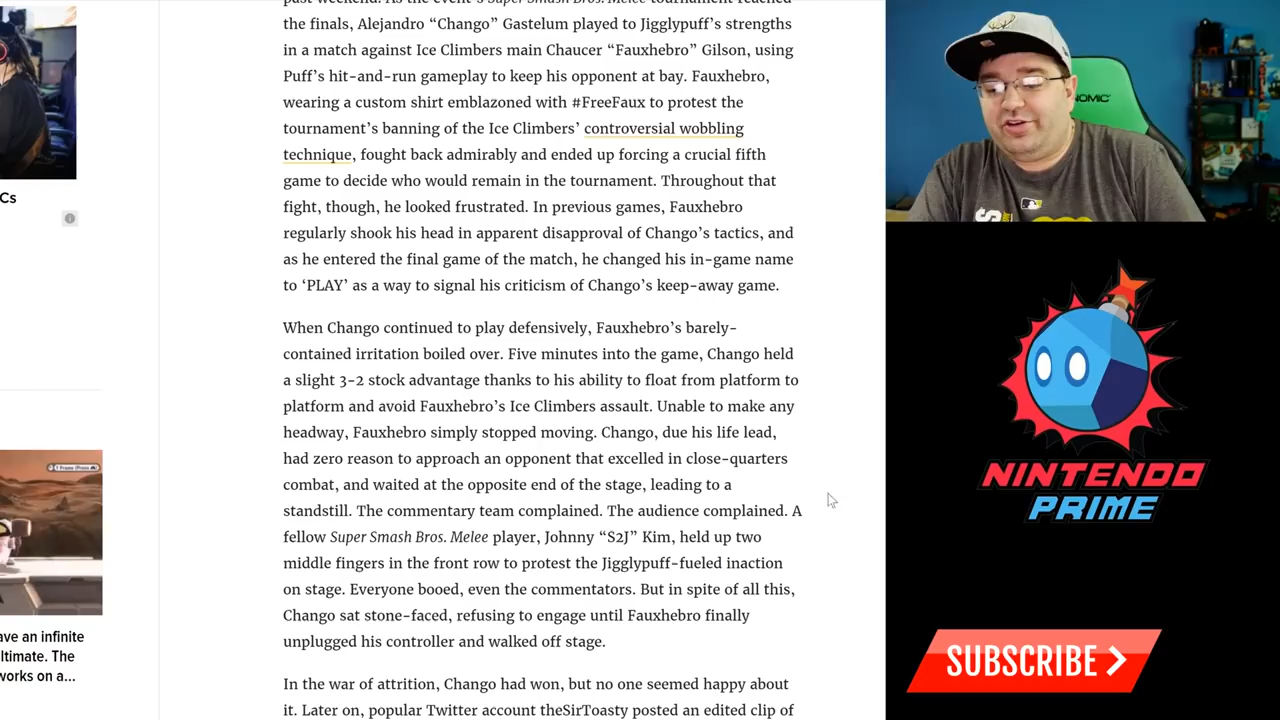 past weekend. As the event's Super Smash Bros. Melee tournament reached
the finals, Alejandro “Chango” Gastelum played to Jigglypuff’s strengths
in a match against Ice Climbers main Chaucer “Fauxhebro” Gilson, using
Puff’s hit-and-run gameplay to keep his opponent at bay. Fauxhebro,
wearing a custom shirt emblazoned with #FreeFaux to protest the
tournament’s banning of the Ice Climbers’ controversial wobbling
technique, fought back admirably and ended up forcing a crucial fifth
game to decide who would remain in the tournament. Throughout that
fight, though, he looked frustrated. In previous games, Fauxhebro
regularly shook his head in apparent disapproval of Chango’s tactics, and
as he entered the final game of the match, he changed his in-game name
to ‘PLAY’ as a way to signal his criticism of Chango’s keep-away game.
When Chango continued to play defensively, Fauxhebro’s barely-
contained irritation boiled over. Five minutes into the game, Chango held
a slight 3-2 stock advantage thanks to his ability to float from platform to
platform and avoid Fauxhebro’s Ice Climbers assault. Unable to make any
headway, Fauxhebro simply stopped moving. Chango, due his life lead,
had zero reason to approach an opponent that excelled in close-quarters
combat, and waited at the opposite end of the stage, leading to a
standstill. The commentary team complained. The audience complained. A
fellow Super Smash Bros. Melee player, Johnny “S2J” Kim, held up two
middle fingers in the front row to protest the Jigglypuff-fueled inaction
on stage. Everyone booed, even the commentators. But in spite of all this,
Chango sat stone-faced, refusing to engage until Fauxhebro finally
unplugged his controller and walked off stage.
In the war of attrition, Chango had won, but no one seemed happy about
it. Later on, popular Twitter account theSirToasty posted an edited clip of
Cs
ave an infinite
ltimate. The
works on a...
NOMIC
NINTENDO
PRIME
SUBSCRIBE